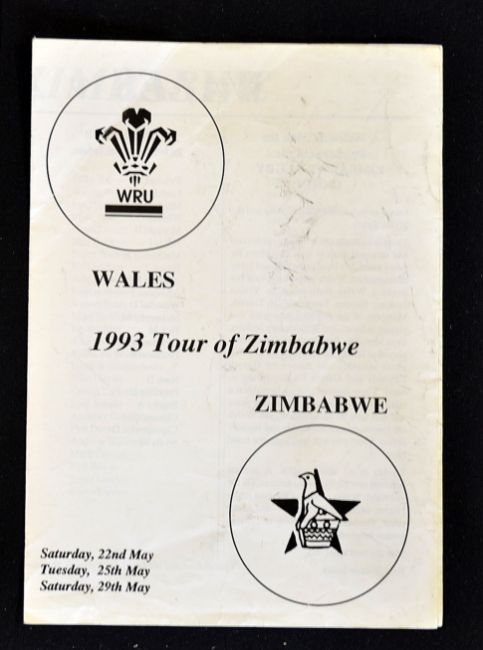 WRU
WALES
1993 Tour of Zimbabwe
ZIMBABWE
Saturday, 22nd May
Tuesday, 25th May
Saturday, 29th May